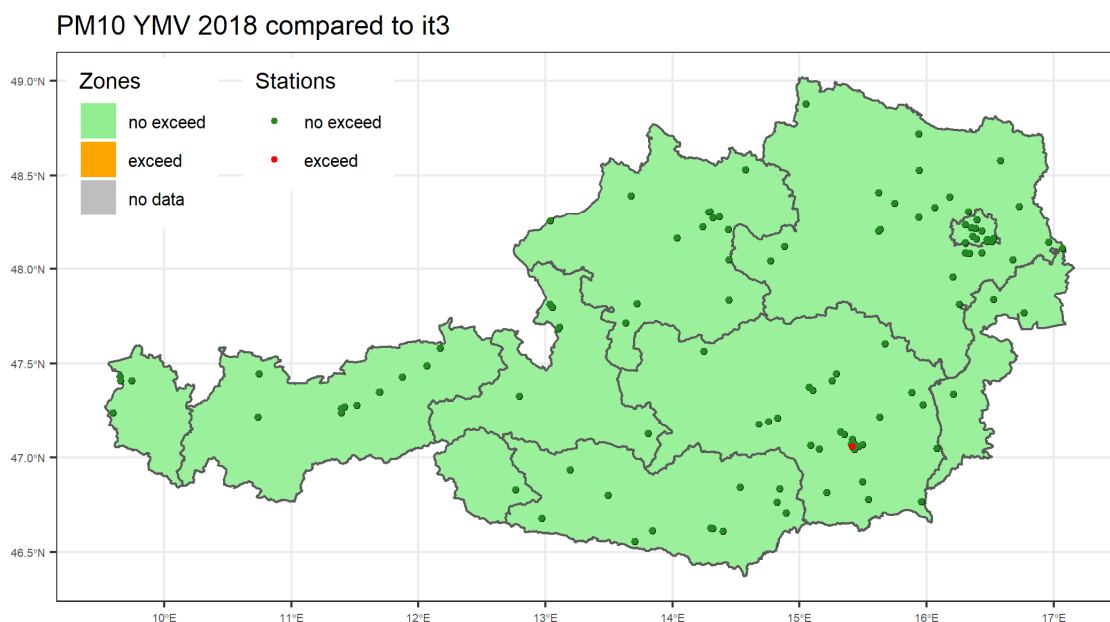 PM10 YMV 2018 compared to it3
Zones
no exceed
exceed
no data
Stations
no exceed
exceed
49.0°N
48.5°N
48.0°N
47.5°N
47.0°N
46.5°N
10°E
11°E
12°E
13°E
14°E
15°E
16°E
17°E